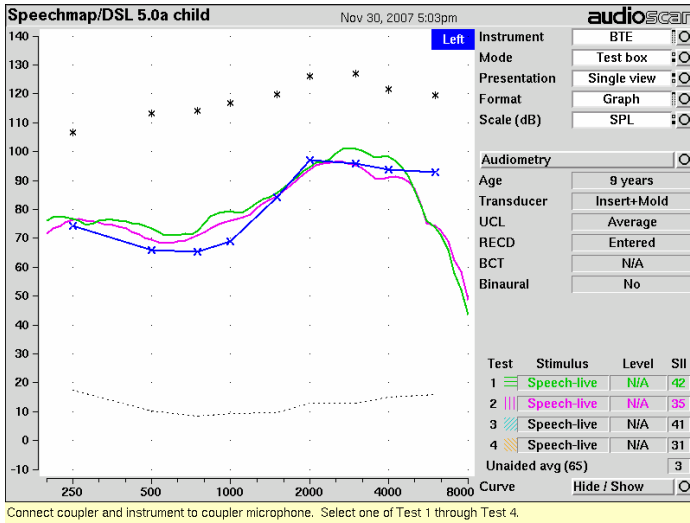 Speechmap/DSL 5.0a child Nov 30, 2007 5:03pm audioscan
Left
Instrument BTE
Mode Test box
Presentation Single view
Format Graph
Scale (dB) SPL
Audiometry
Age 9 years
Transducer Insert+Mold
UCL Average
RECD Entered
BCT N/A
Binaural No
140
130
120
110
100
90
80
70
60
50
40
30
20
10
0
-10
250 500 1000 2000 4000 8000
Test Stimulus Level SII
1 Speech-live N/A 42
2 Speech-live N/A 35
3 Speech-live N/A 41
4 Speech-live N/A 31
Unaided avg (65) 3
Curve Hide / Show
Connect coupler and instrument to coupler microphone. Select one of Test 1 through Test 4.